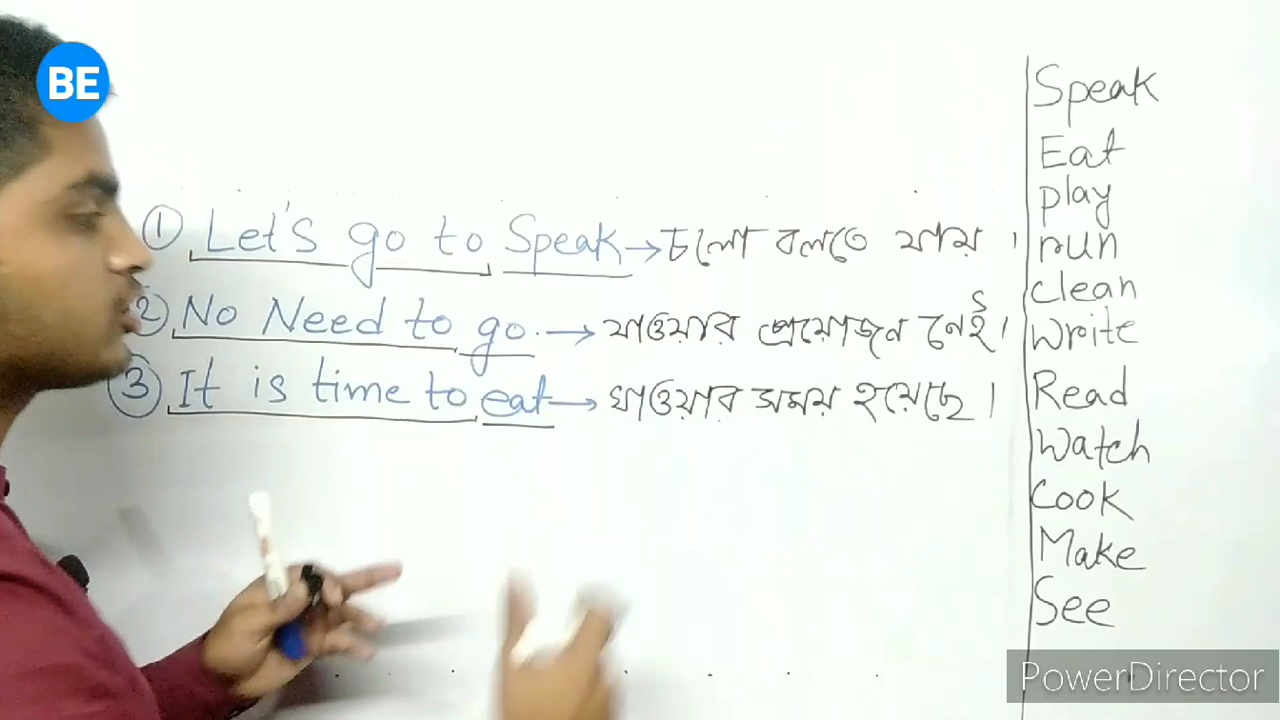 BE
① Let's go to Speak → চলো বলতে যায় ।
② No Need to go. → যাওয়ার প্রয়োজন নেই ।
③ It is time to eat → খাওয়ার সময় হয়েছে ।
Speak
Eat
play
run
clean
Write
Read
Watch
Cook
Make
See
PowerDirector